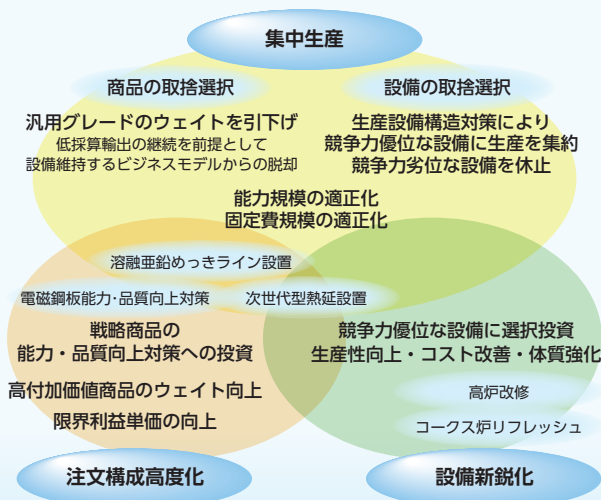 集中生産
商品の取捨選択
設備の取捨選択
汎用グレードのウェイトを引下げ
低採算輸出の継続を前提として
設備維持するビジネスモデルからの脱却
生産設備構造対策により
競争力優位な設備に生産を集約
競争力劣位な設備を休止
能力規模の適正化
固定費規模の適正化
溶融亜鉛めっきライン設置
電磁鋼板能力・品質向上対策
次世代型熱延設置
戦略商品の
能力・品質向上対策への投資
高付加価値商品のウェイト向上
限界利益単価の向上
競争力優位な設備に選択投資
生産性向上・コスト改善・体質強化
高炉改修
コークス炉リフレッシュ
注文構成高度化
設備新鋭化